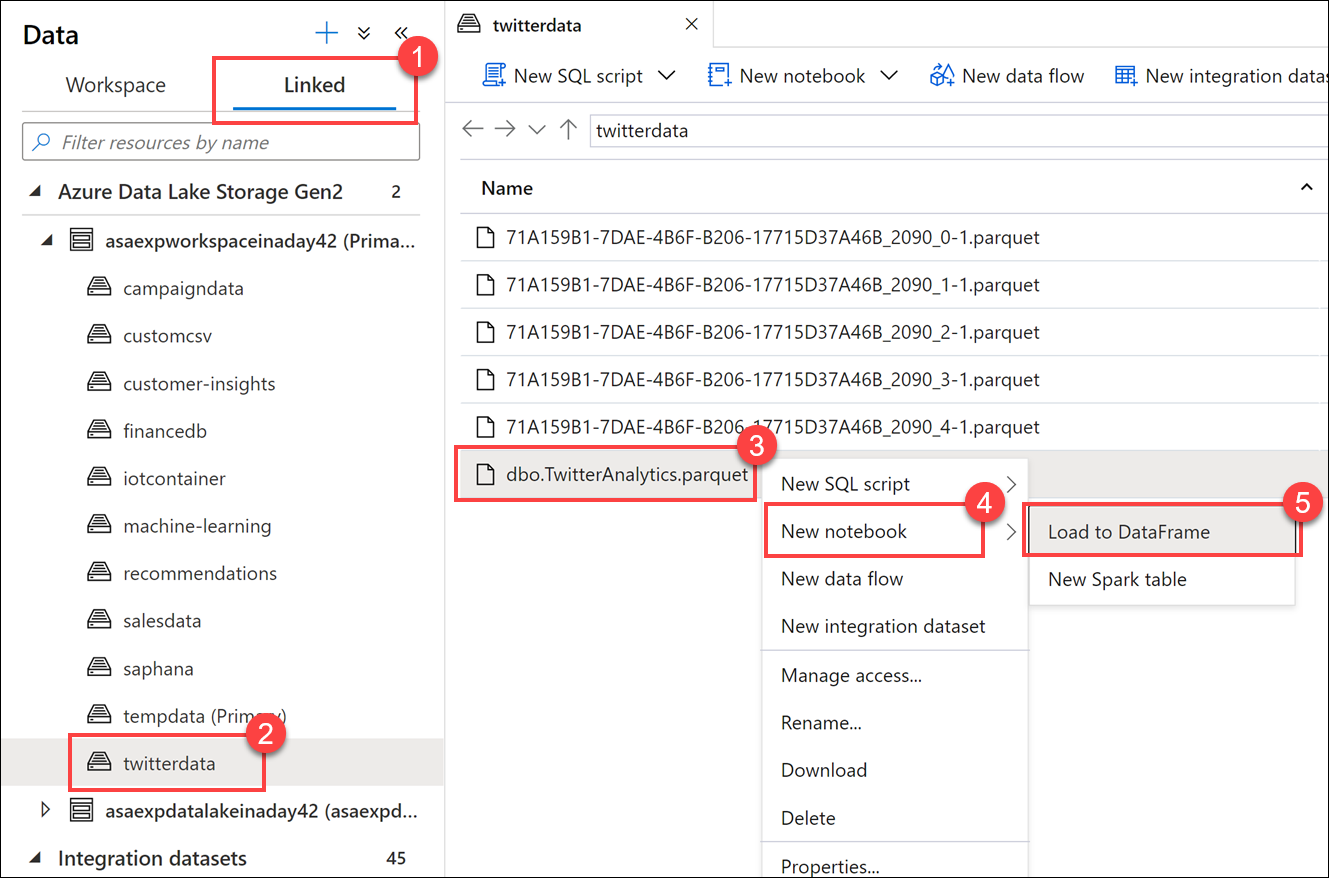 Data
1
Workspace
Linked
Filter resources by name
Azure Data Lake Storage Gen2 2
asaexpworkspaceinaday42 (Prima...
campaigndata
customcsv
customer-insights
financedb
iotcontainer
machine-learning
recommendations
salesdata
saphana
tempdata (Primary)
2
twitterdata
asaexpdatalakeinaday42 (asaexpd...
Integration datasets 45
twitterdata
New SQL script
New notebook
New data flow
New integration datas
twitterdata
Name
71A159B1-7DAE-4B6F-B206-17715D37A46B_2090_0-1.parquet
71A159B1-7DAE-4B6F-B206-17715D37A46B_2090_1-1.parquet
71A159B1-7DAE-4B6F-B206-17715D37A46B_2090_2-1.parquet
71A159B1-7DAE-4B6F-B206-17715D37A46B_2090_3-1.parquet
71A159B1-7DAE-4B6F-B206-17715D37A46B_2090_4-1.parquet
3
dbo.TwitterAnalytics.parquet
New SQL script
4
New notebook
5
Load to DataFrame
New Spark table
New data flow
New integration dataset
Manage access...
Rename...
Download
Delete
Properties...